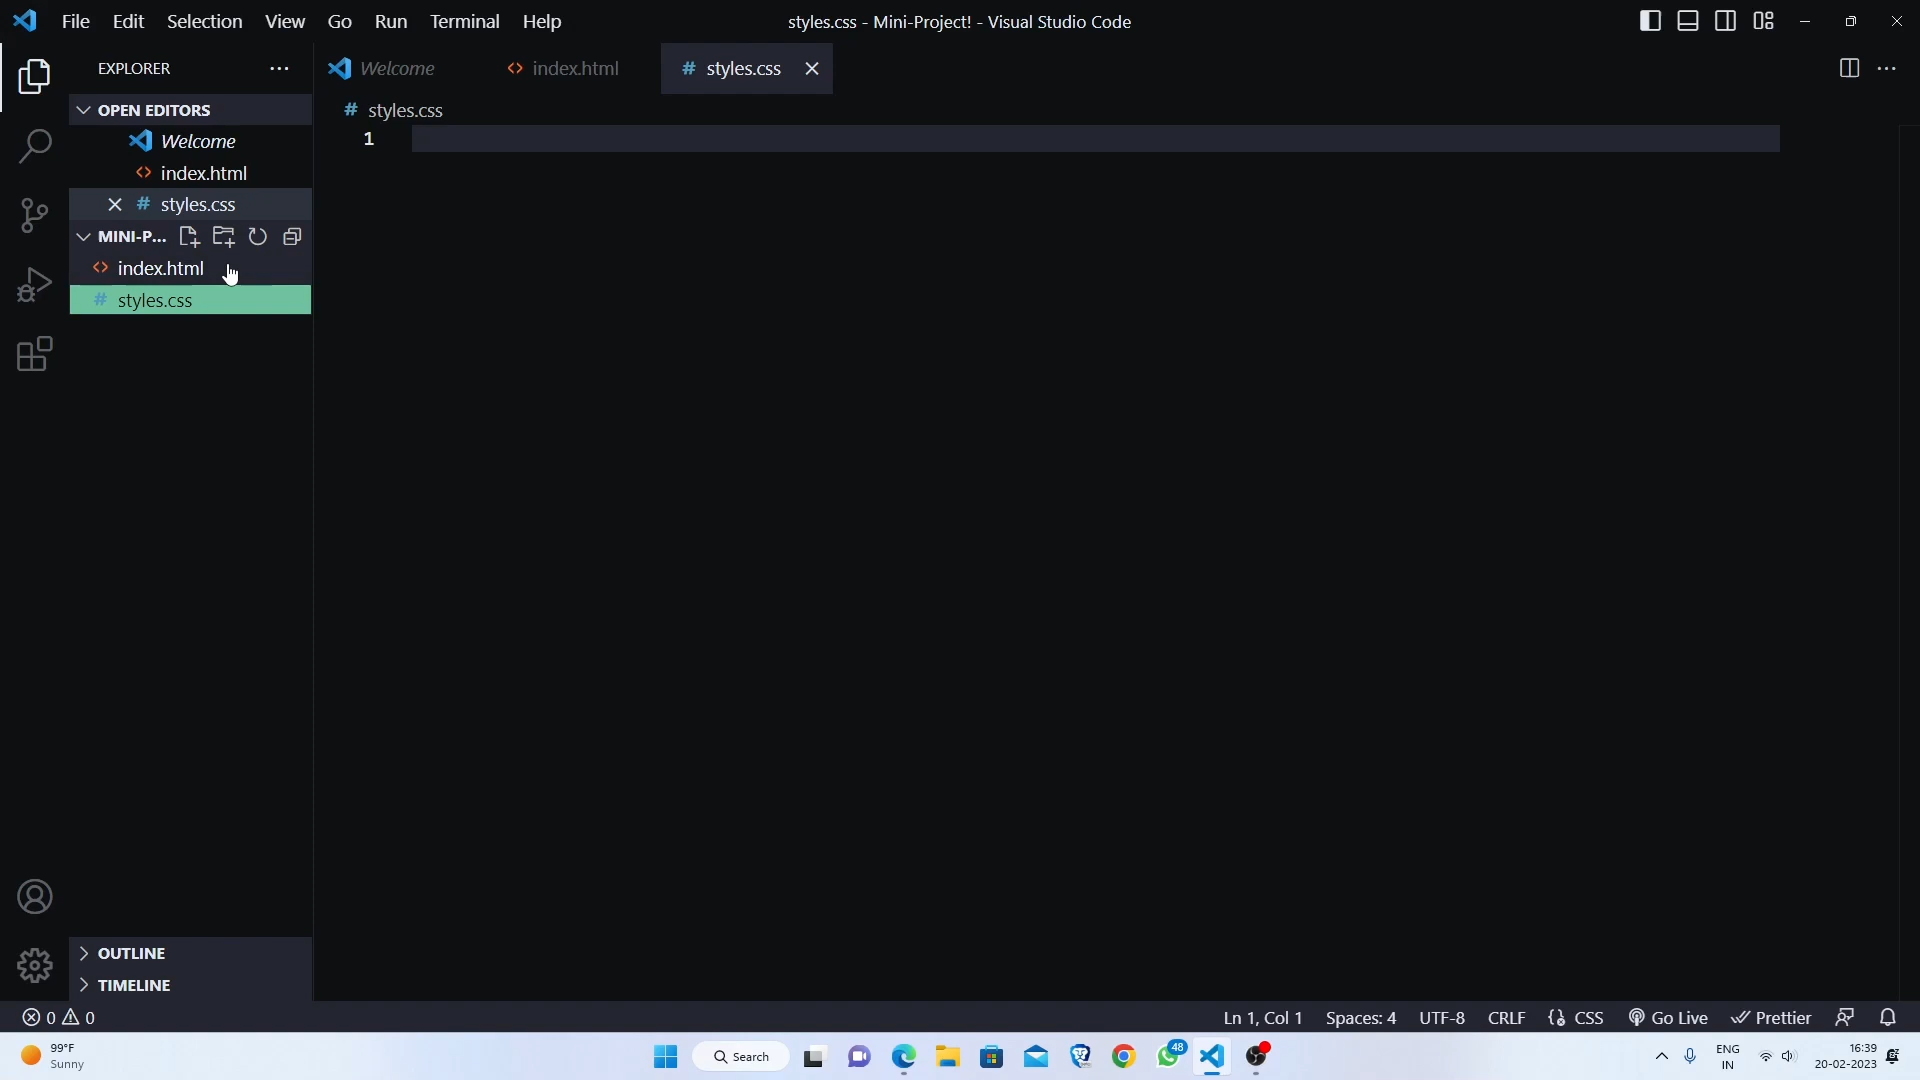 File Edit Selection View Go Run Terminal Help
styles.css - Mini-Project! - Visual Studio Code
EXPLORER
Welcome
index.html
styles.css
OPEN EDITORS
Welcome
index.html
styles.css
MINI-P...
index.html
styles.css
styles.css
1
OUTLINE
TIMELINE
0 0
Ln 1, Col 1 Spaces: 4 UTF-8 CRLF CSS Go Live Prettier
99°F
Sunny
Search
48
ENG
IN
16:39
20-02-2023